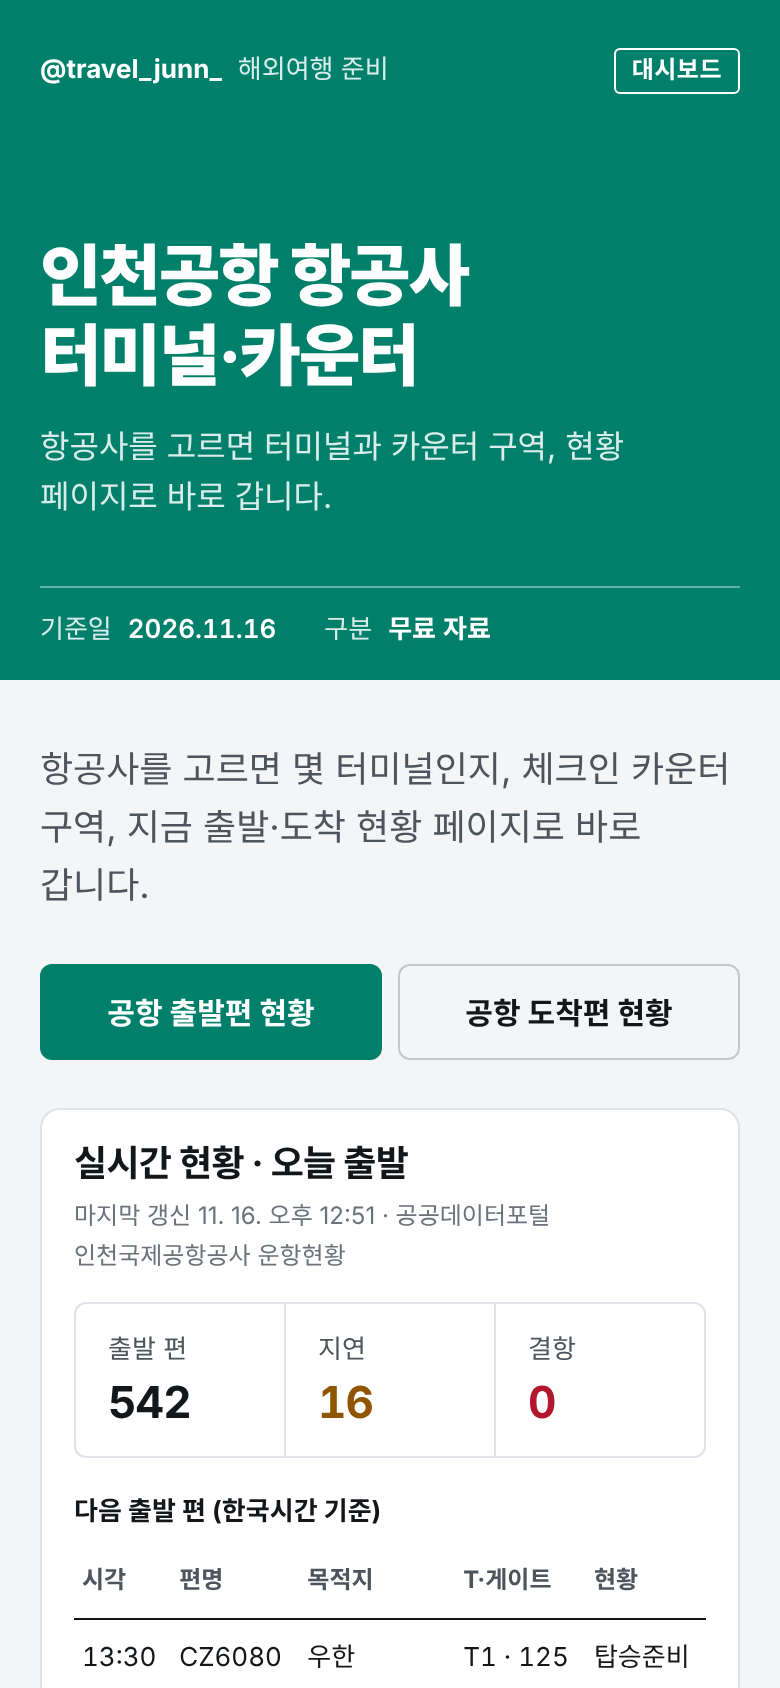 @travel_junn_ 해외여행 준비 대시보드
인천공항 항공사
터미널·카운터
항공사를 고르면 터미널과 카운터 구역, 현황
페이지로 바로 갑니다.
기준일 2026.11.16 구분 무료 자료
항공사를 고르면 몇 터미널인지, 체크인 카운터
구역, 지금 출발·도착 현황 페이지로 바로
갑니다.
공항 출발편 현황 공항 도착편 현황
실시간 현황 · 오늘 출발
마지막 갱신 11. 16. 오후 12:51 · 공공데이터포털
인천국제공항공사 운항현황
출발 편 지연 결항
542 16 0
다음 출발 편 (한국시간 기준)
시각 편명 목적지 T·게이트 현황
13:30 CZ6080 우한 T1 · 125 탑승준비